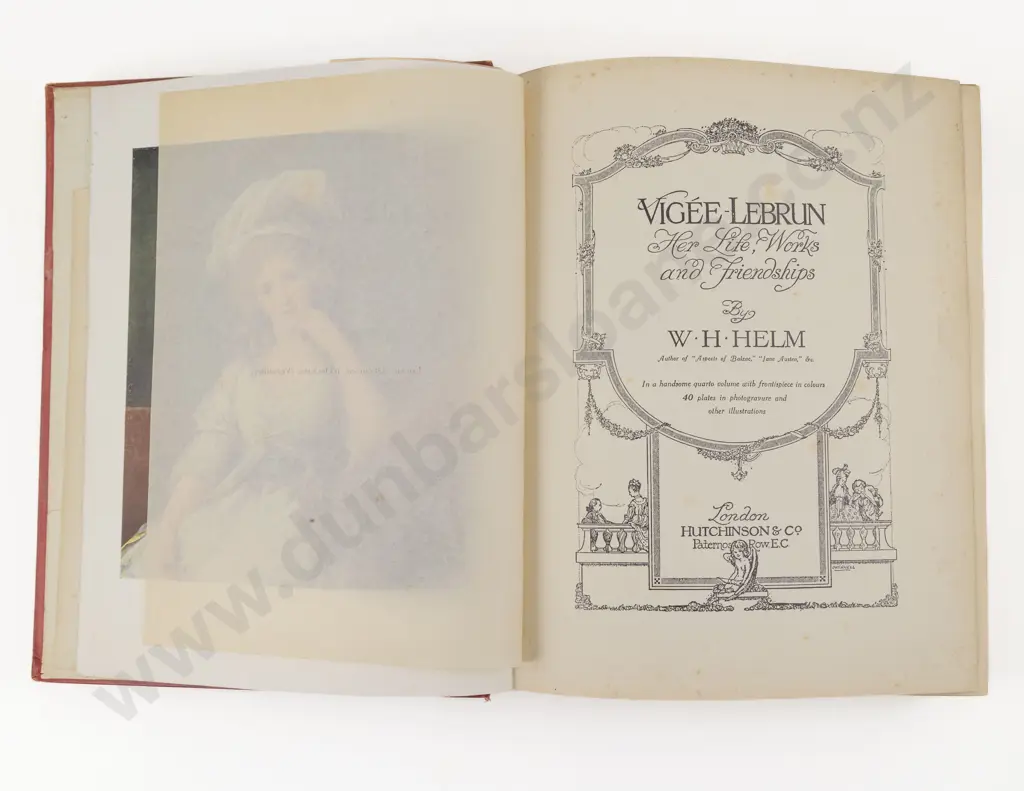 VIGÉE-LEBRUN
Her Life, Works
and Friendships
By
W·H·HELM
Author of "Aspects of Balzac," "Jane Austen," &c.
In a handsome quarto volume with frontispiece in colours
40 plates in photogravure and
other illustrations
London
HUTCHINSON & Co
Paternoster Row. E.C
www.dunbarsloane.co.nz